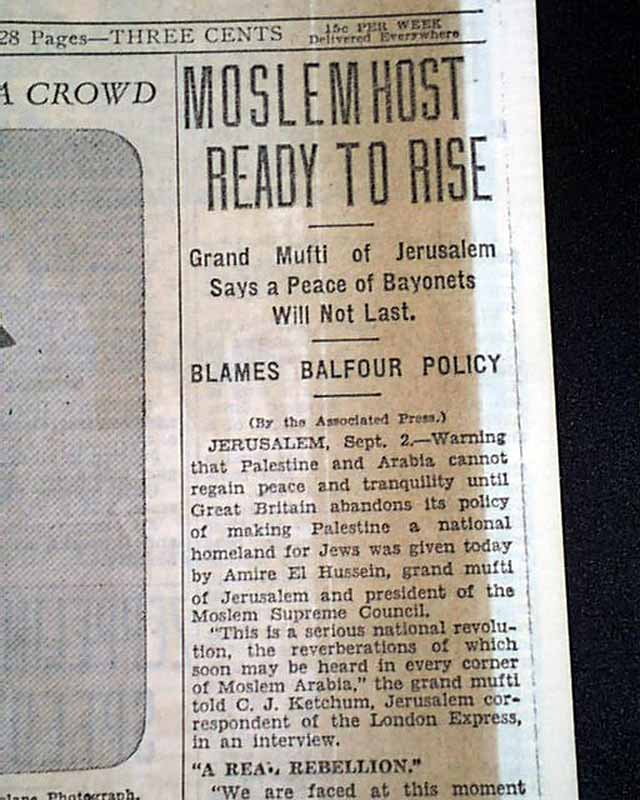 28 Pages—THREE CENTS
15c PER WEEK
Delivered Everywhere
A CROWD
MOSLEM HOST
READY TO RISE
Grand Mufti of Jerusalem
Says a Peace of Bayonets
Will Not Last.
BLAMES BALFOUR POLICY
(By the Associated Press.)
JERUSALEM, Sept. 2.—Warning
that Palestine and Arabia cannot
regain peace and tranquility until
Great Britain abandons its policy
of making Palestine a national
homeland for Jews was given today
by Amire El Hussein, grand mufti
of Jerusalem and president of the
Moslem Supreme Council.
"This is a serious national revolu-
tion, the reverberations of which
soon may be heard in every corner
of Moslem Arabia," the grand mufti
told C. J. Ketchum, Jerusalem cor-
respondent of the London Express,
in an interview.
"A REAL REBELLION."
"We are faced at this moment
Photograph.